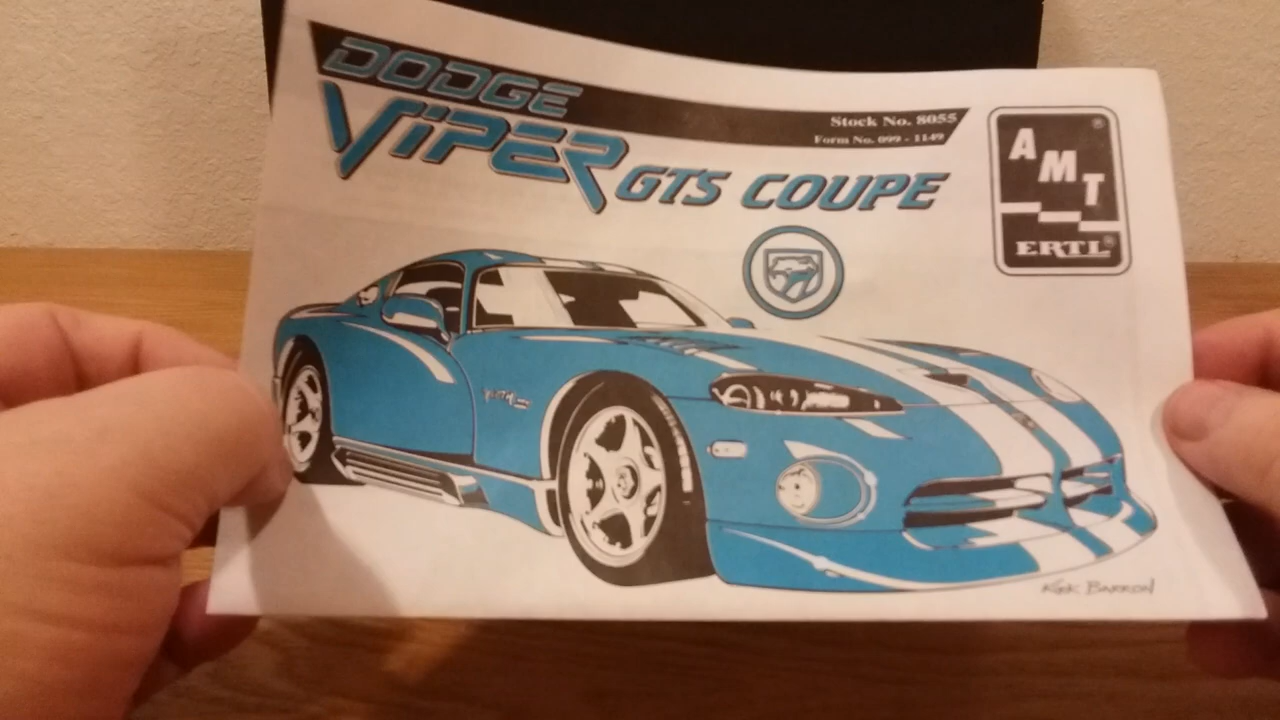 DODGE
VIPER GTS COUPE
Stock No. 8055
Form No. 099 - 1149
AMT
ERTL
KIRK BARRON